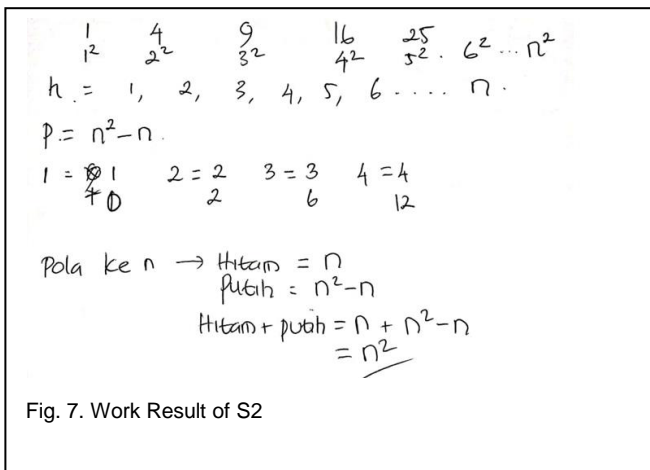 1 4 9 16 25
1² 2² 3² 4² 5². 6² ... n²
h. = 1, 2, 3, 4, 5, 6 .... n.
P.= n²-n.
1 = 1 2 = 2 3 = 3 4 = 4
0 2 6 12
Pola ke n → Hitam = n
Putih = n²-n
Hitam + putih = n + n²-n
= n²
Fig. 7. Work Result of S2